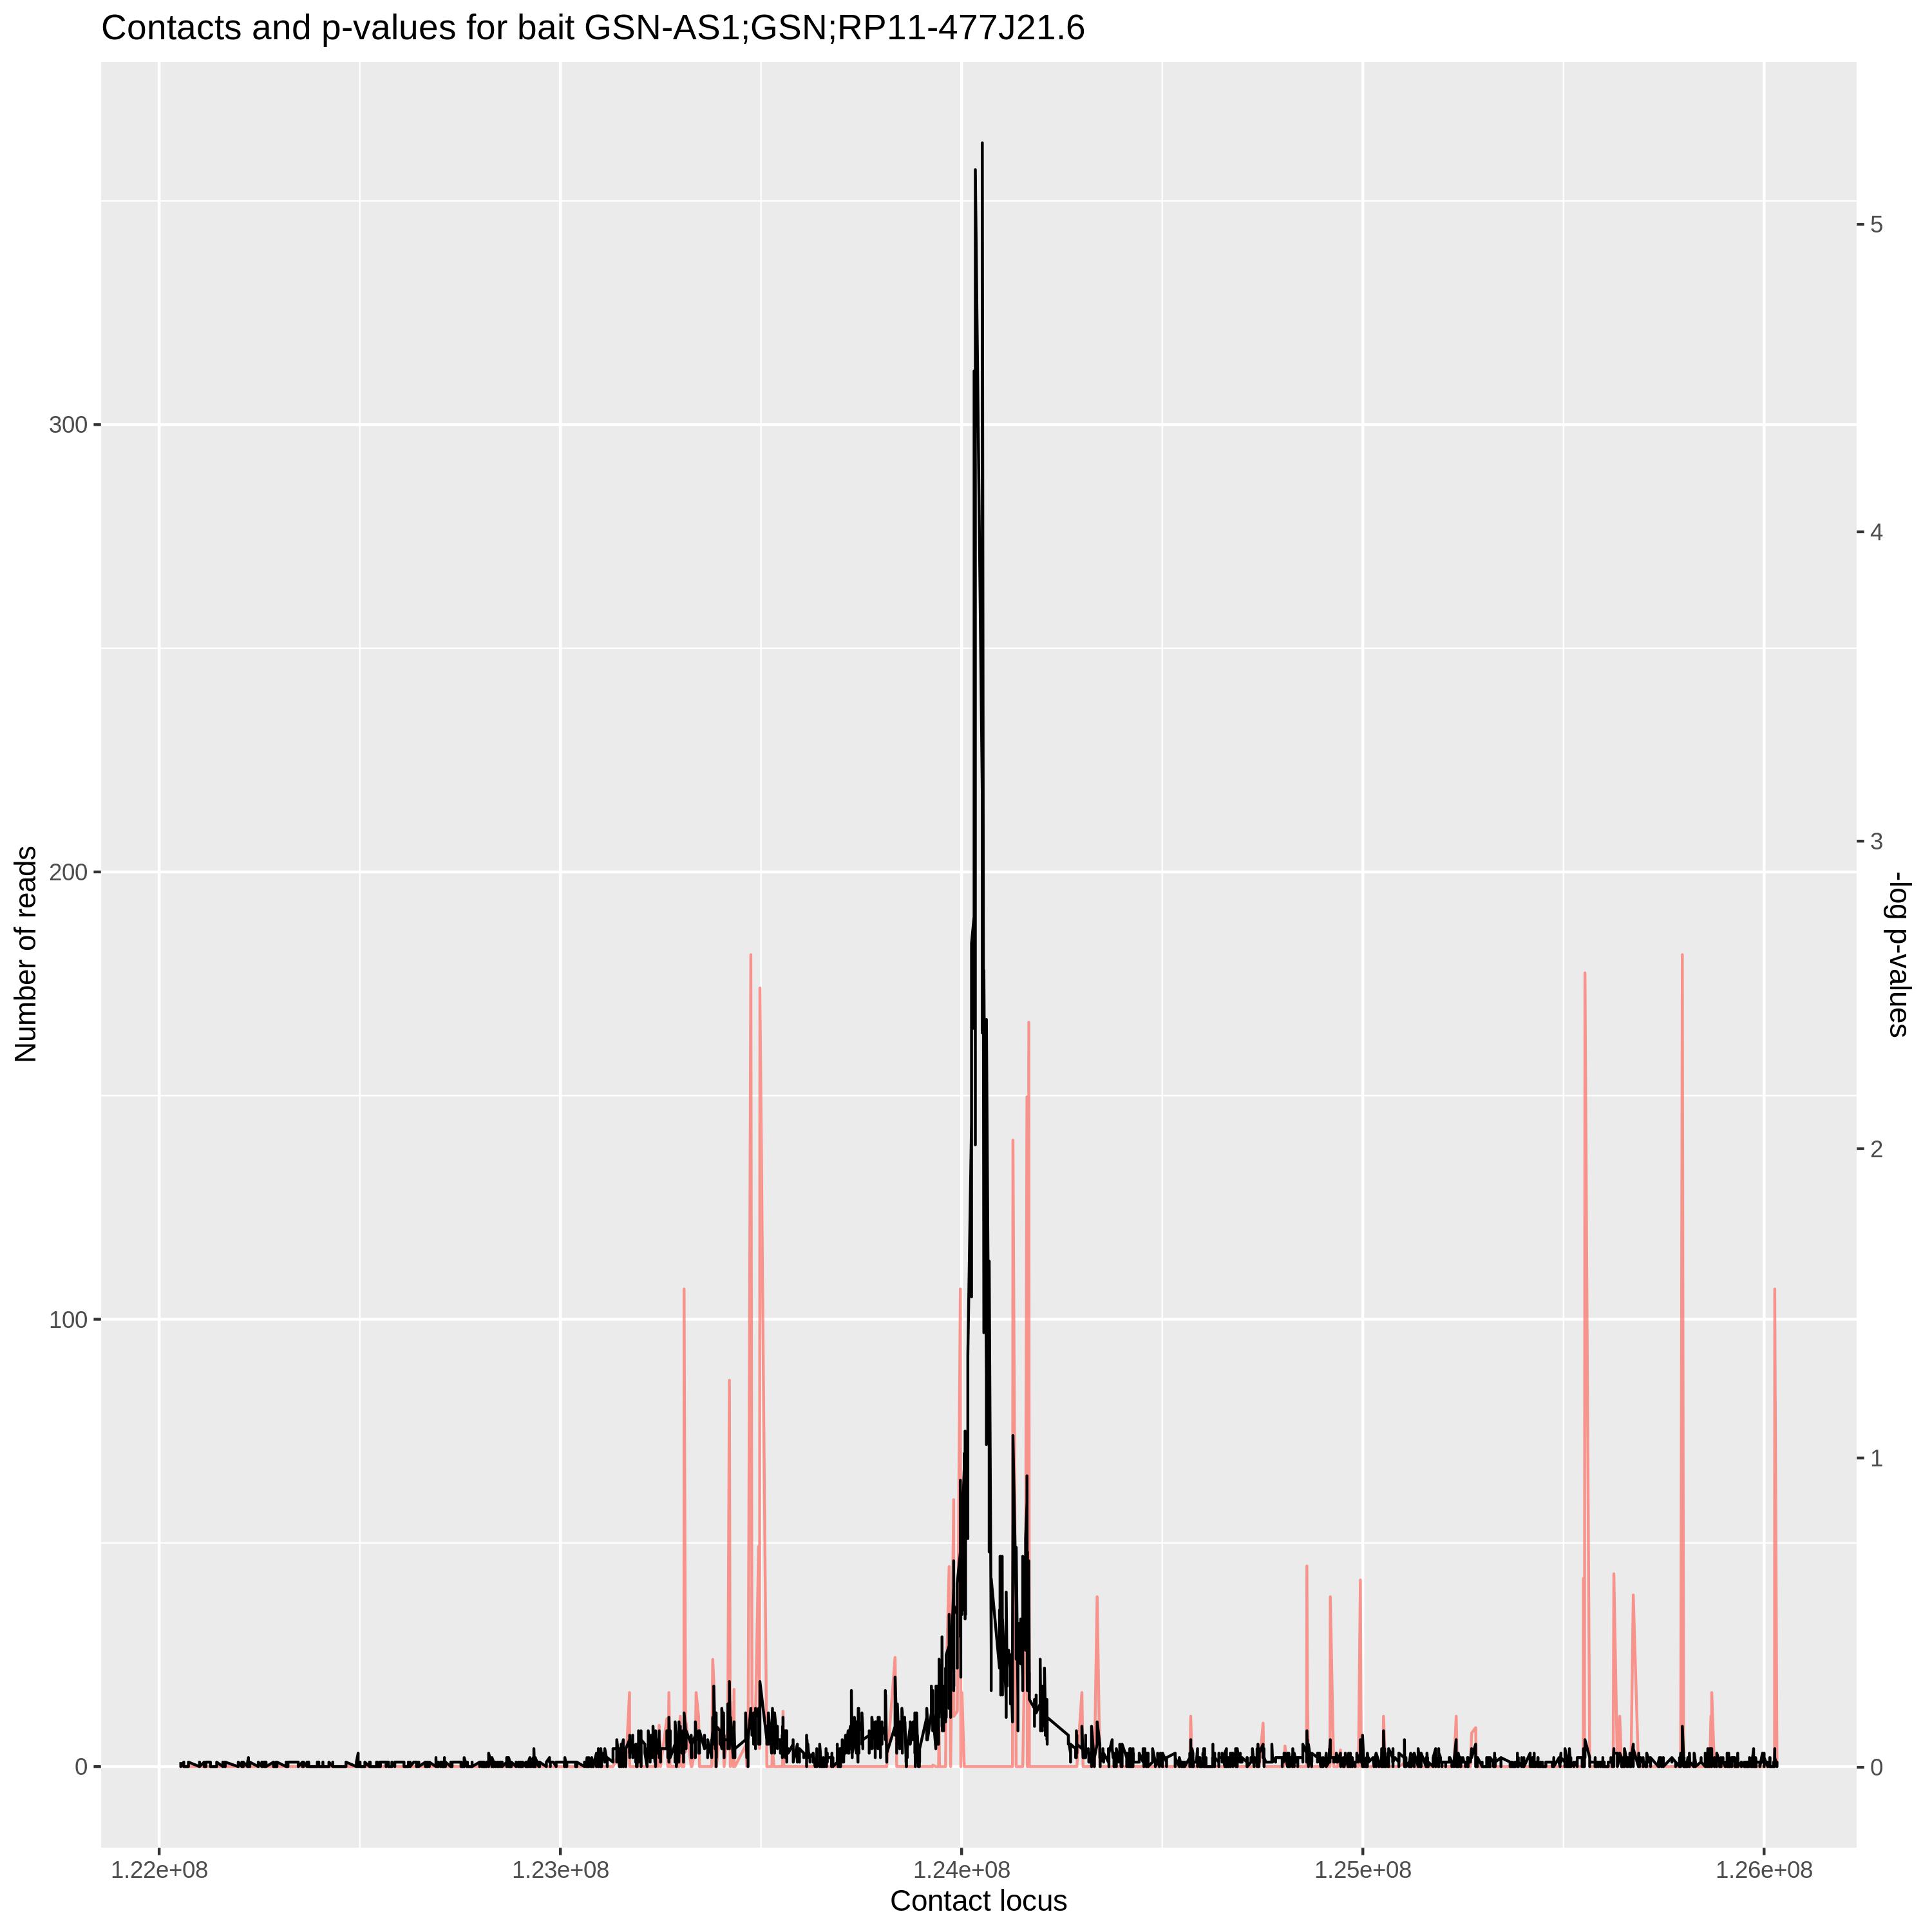 Contacts and p-values for bait GSN-AS1;GSN;RP11-477J21.6
Number of reads
300
200
100
0
-log p-values
5
4
3
2
1
0
1.22e+08 1.23e+08 1.24e+08 1.25e+08 1.26e+08
Contact locus